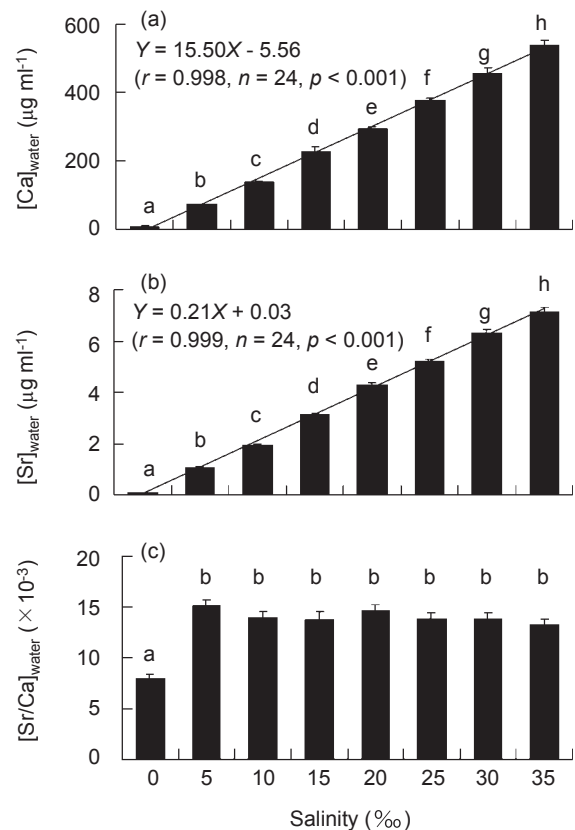 (a)
Y = 15.50X - 5.56
(r = 0.998, n = 24, p < 0.001)
[Ca]water (μg ml-1)
600
400
200
0
a b c d e f g h
(b)
Y = 0.21X + 0.03
(r = 0.999, n = 24, p < 0.001)
[Sr]water (μg ml-1)
8
6
4
2
0
a b c d e f g h
(c)
[Sr/Ca]water (× 10-3)
20
15
10
5
0
a b b b b b b b
0 5 10 15 20 25 30 35
Salinity (‰)